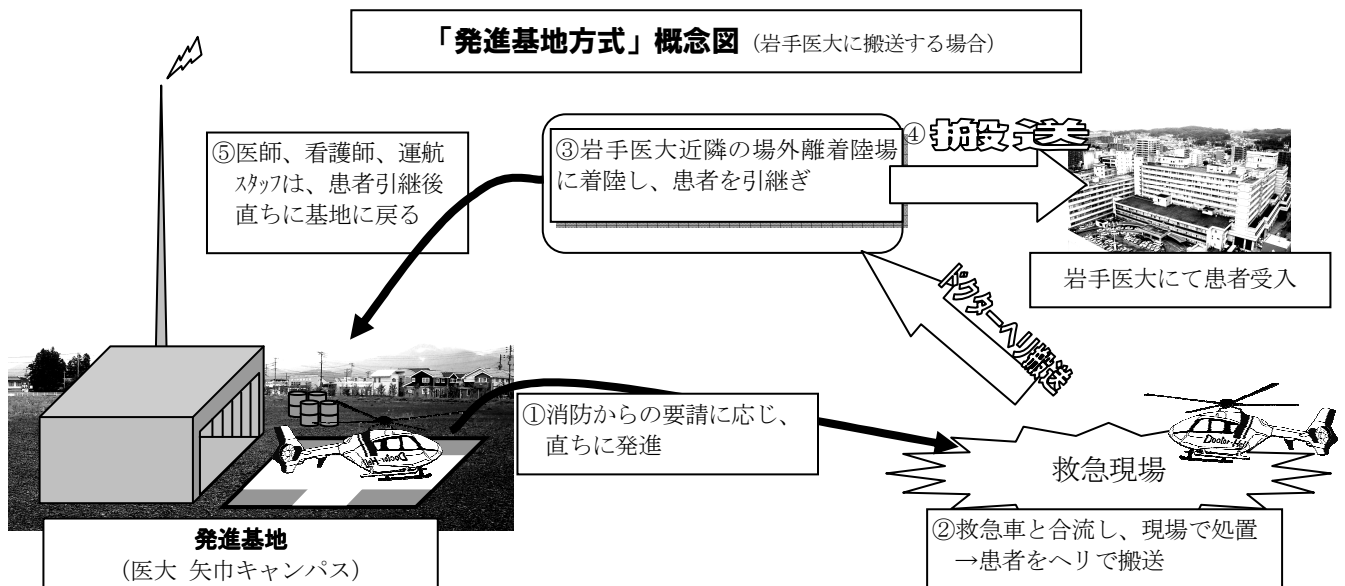 「発進基地方式」概念図（岩手医大に搬送する場合）
⑤医師、看護師、運航
ｽﾀｯﾌは、患者引継後
直ちに基地に戻る
③岩手医大近隣の場外離着陸場
に着陸し、患者を引継ぎ
④搬送
岩手医大にて患者受入
ドクターヘリ搬送
①消防からの要請に応じ、
直ちに発進
Doctor-Heli
Doctor-Heli
救急現場
②救急車と合流し、現場で処置
→患者をヘリで搬送
発進基地
（医大 矢巾キャンパス）